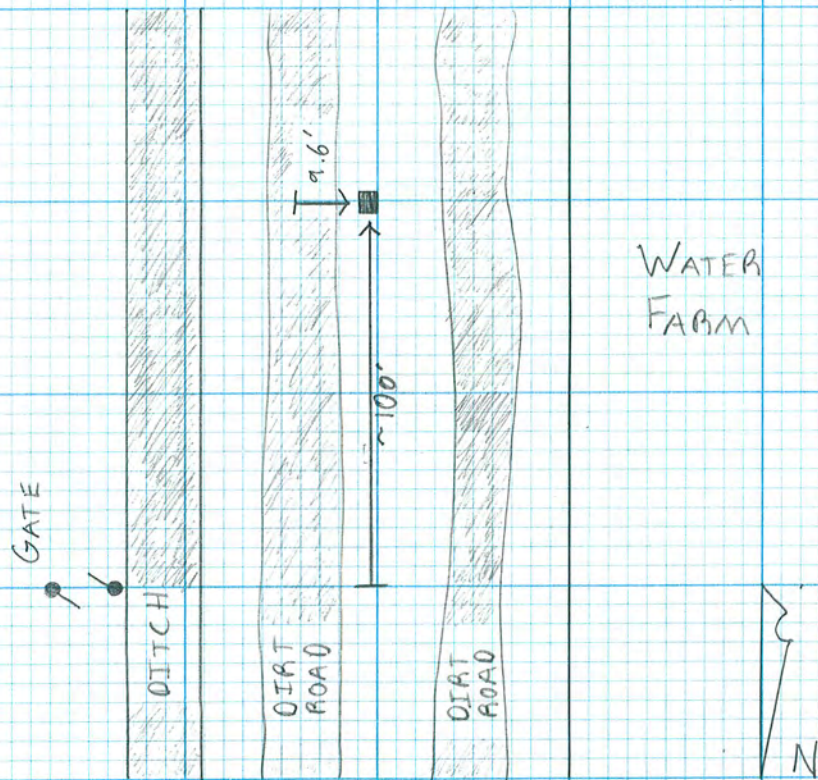 9.6'
WATER
FARM
~100'
GATE
DITCH
DIRT
ROAD
DIRT
ROAD
N